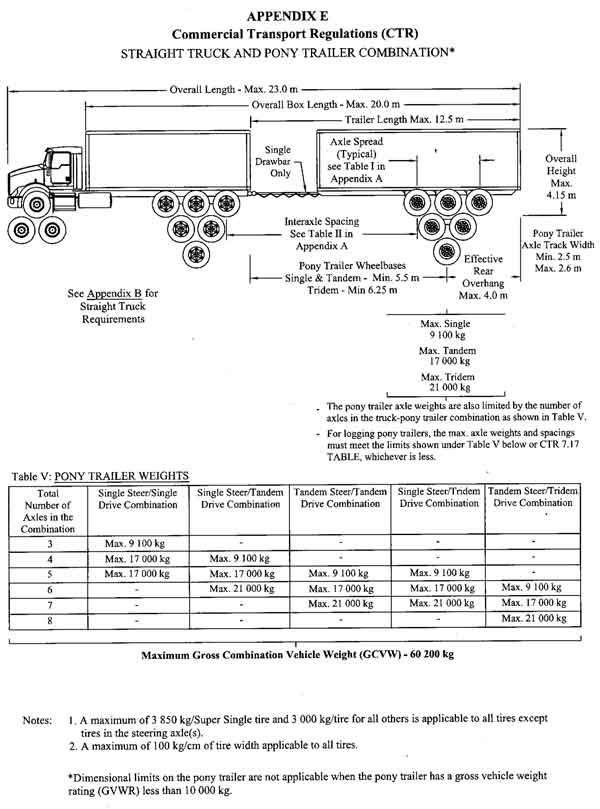 APPENDIX E
Commercial Transport Regulations (CTR)
STRAIGHT TRUCK AND PONY TRAILER COMBINATION*
Overall Length - Max. 23.0 m
Overall Box Length - Max. 20.0 m
Trailer Length Max. 12.5 m
Single
Drawbar
Only
Axle Spread
(Typical)
see Table I in
Appendix A
Overall
Height
Max.
4.15 m
Interaxle Spacing
See Table II in
Appendix A
Pony Trailer
Axle Track Width
Min. 2.5 m
Max. 2.6 m
Pony Trailer Wheelbases
Single & Tandem - Min. 5.5 m
Tridem - Min 6.25 m
Effective
Rear
Overhang
Max. 4.0 m
See Appendix B for
Straight Truck
Requirements
Max. Single
9 100 kg
Max. Tandem
17 000 kg
Max. Tridem
21 000 kg
- The pony trailer axle weights are also limited by the number of
axles in the truck-pony trailer combination as shown in Table V.
- For logging pony trailers, the max. axle weights and spacings
must meet the limits shown under Table V below or CTR 7.17
TABLE, whichever is less.
Table V: PONY TRAILER WEIGHTS
Total Number of Axles in the Combination | Single Steer/Single Drive Combination | Single Steer/Tandem Drive Combination | Tandem Steer/Tandem Drive Combination | Single Steer/Tridem Drive Combination | Tandem Steer/Tridem Drive Combination
3 | Max. 9 100 kg | - | - | - | -
4 | Max. 17 000 kg | Max. 9 100 kg | - | - | -
5 | Max. 17 000 kg | Max. 17 000 kg | Max. 9 100 kg | Max. 9 100 kg | -
6 | - | Max. 21 000 kg | Max. 17 000 kg | Max. 17 000 kg | Max. 9 100 kg
7 | - | - | Max. 21 000 kg | Max. 21 000 kg | Max. 17 000 kg
8 | - | - | - | - | Max. 21 000 kg
Maximum Gross Combination Vehicle Weight (GCVW) - 60 200 kg
Notes: 1. A maximum of 3 850 kg/Super Single tire and 3 000 kg/tire for all others is applicable to all tires except
tires in the steering axle(s).
2. A maximum of 100 kg/cm of tire width applicable to all tires.
*Dimensional limits on the pony trailer are not applicable when the pony trailer has a gross vehicle weight
rating (GVWR) less than 10 000 kg.